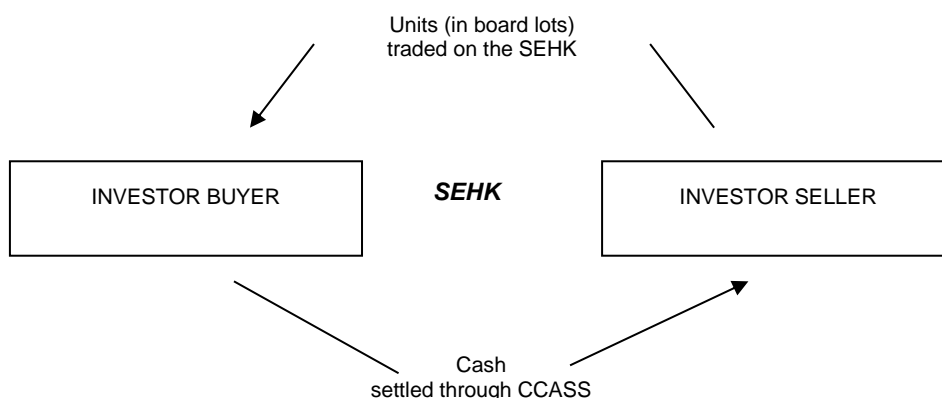 Units (in board lots)
traded on the SEHK
INVESTOR BUYER
SEHK
INVESTOR SELLER
Cash
settled through CCASS